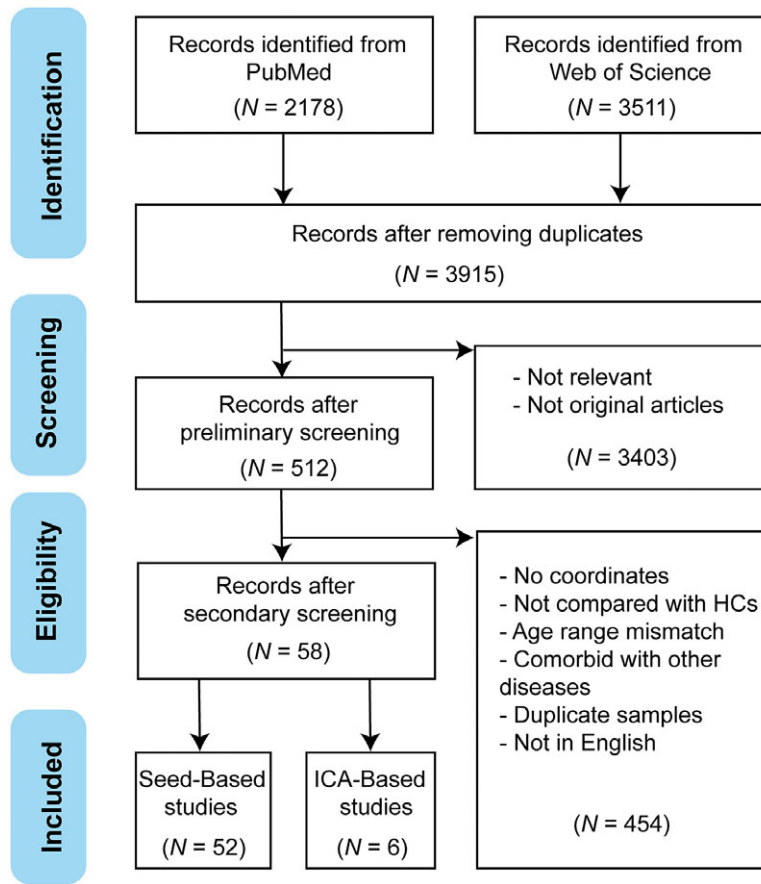 Identification
Records identified from
PubMed
(N = 2178)
Records identified from
Web of Science
(N = 3511)
Records after removing duplicates
(N = 3915)
Screening
Records after
preliminary screening
(N = 512)
- Not relevant
- Not original articles
(N = 3403)
Eligibility
Records after
secondary screening
(N = 58)
- No coordinates
- Not compared with HCs
- Age range mismatch
- Comorbid with other
diseases
- Duplicate samples
- Not in English
(N = 454)
Included
Seed-Based
studies
(N = 52)
ICA-Based
studies
(N = 6)